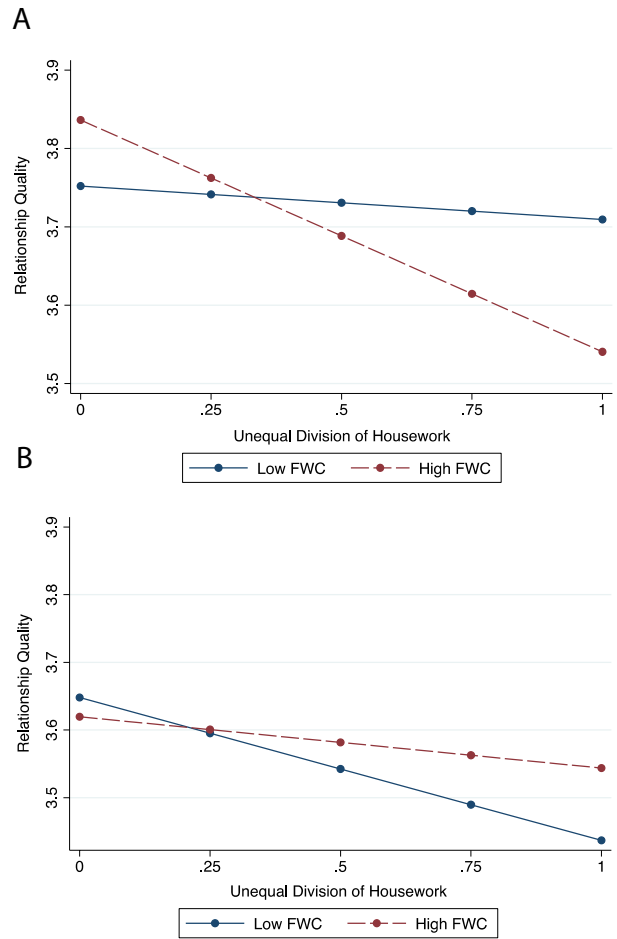 A
3.9
3.8
3.7
3.6
3.5
Relationship Quality
0 .25 .5 .75 1
Unequal Division of Housework
Low FWC High FWC
B
3.9
3.8
3.7
3.6
3.5
Relationship Quality
0 .25 .5 .75 1
Unequal Division of Housework
Low FWC High FWC